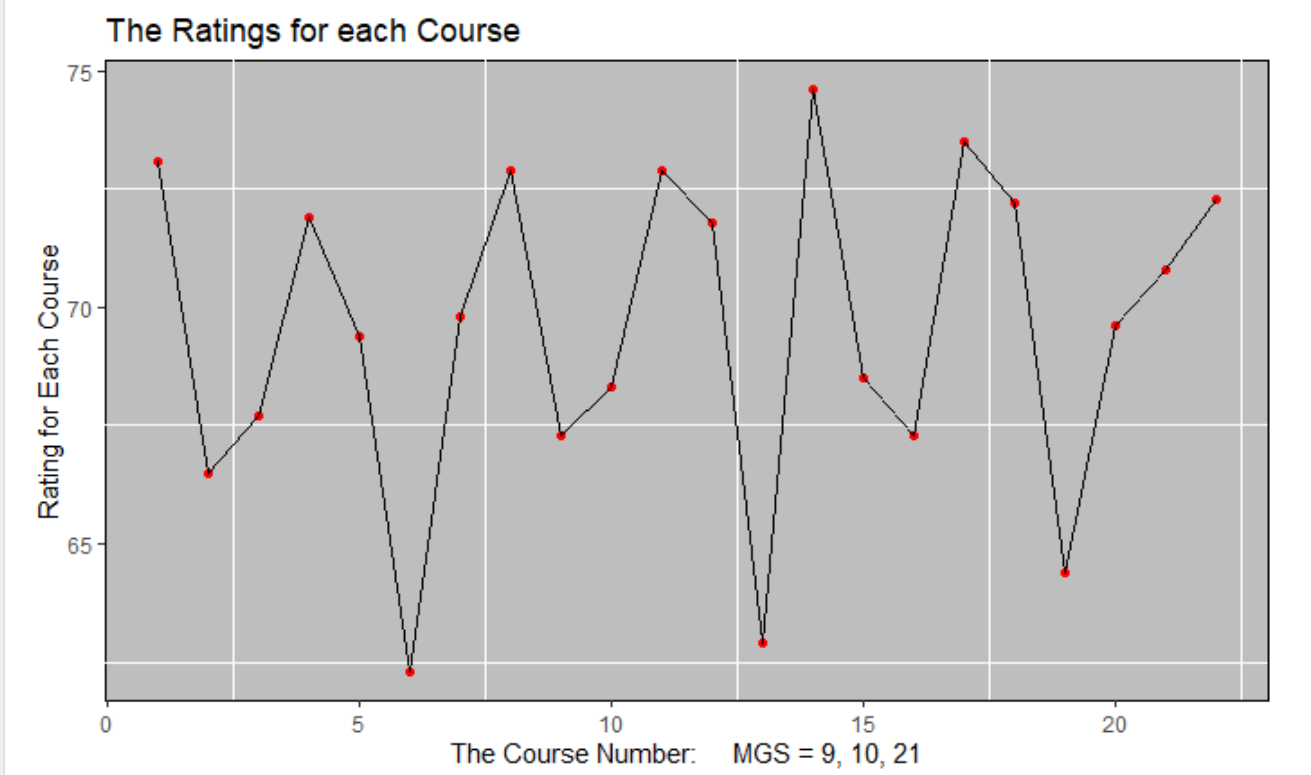 The Ratings for each Course
75
70
65
Rating for Each Course
0 5 10 15 20
The Course Number: MGS = 9, 10, 21